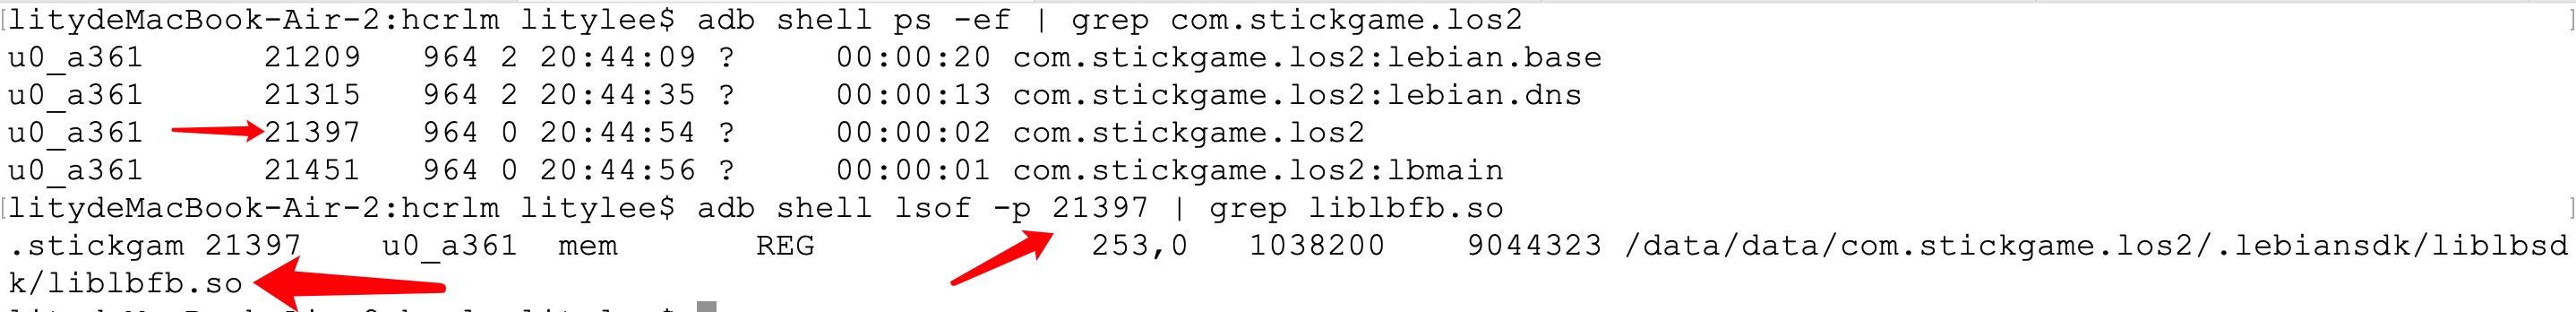 [litydeMacBook-Air-2:hcrlm litylee$ adb shell ps -ef | grep com.stickgame.los2 ]
u0_a361 21209 964 2 20:44:09 ? 00:00:20 com.stickgame.los2:lebian.base
u0_a361 21315 964 2 20:44:35 ? 00:00:13 com.stickgame.los2:lebian.dns
u0_a361 21397 964 0 20:44:54 ? 00:00:02 com.stickgame.los2
u0_a361 21451 964 0 20:44:56 ? 00:00:01 com.stickgame.los2:lbmain
[litydeMacBook-Air-2:hcrlm litylee$ adb shell lsof -p 21397 | grep liblbfb.so ]
.stickgam 21397 u0_a361 mem REG 253,0 1038200 9044323 /data/data/com.stickgame.los2/.lebiansdk/liblbsd
k/liblbfb.so